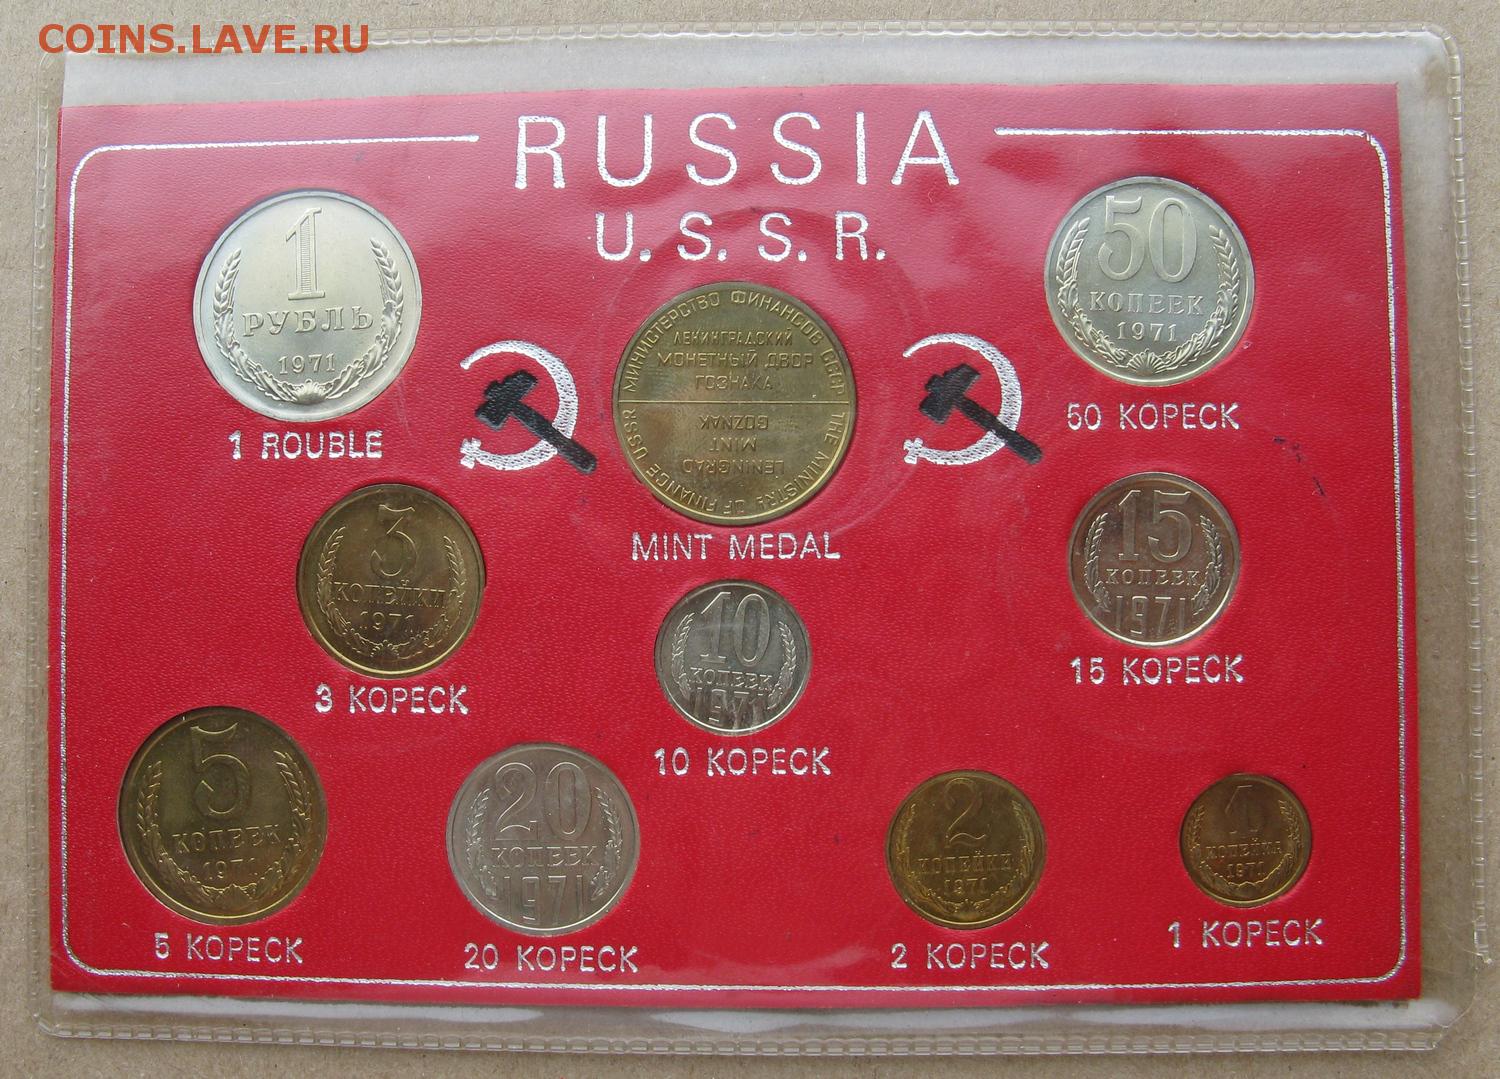 COINS.LAVE.RU
RUSSIA
U.S.S.R.
1
РУБЛЬ
1971
1 ROUBLE
МИНИСТЕРСТВО ФИНАНСОВ СССР
ЛЕНИНГРАДСКИЙ
МОНЕТНЫЙ ДВОР
ГОЗНАКА
LENINGRAD
MINT
GOZNAK
THE MINISTRY OF FINANCE USSR
MINT MEDAL
50
КОПЕЕК
1971
50 KOPECK
3
КОПЕЙКИ
1971
3 KOPECK
10
КОПЕЕК
1971
10 KOPECK
15
КОПЕЕК
1971
15 KOPECK
5
КОПЕЕК
1971
5 KOPECK
20
КОПЕЕК
1971
20 KOPECK
2
КОПЕЙКИ
1971
2 KOPECK
1
КОПЕЙКА
1971
1 KOPECK